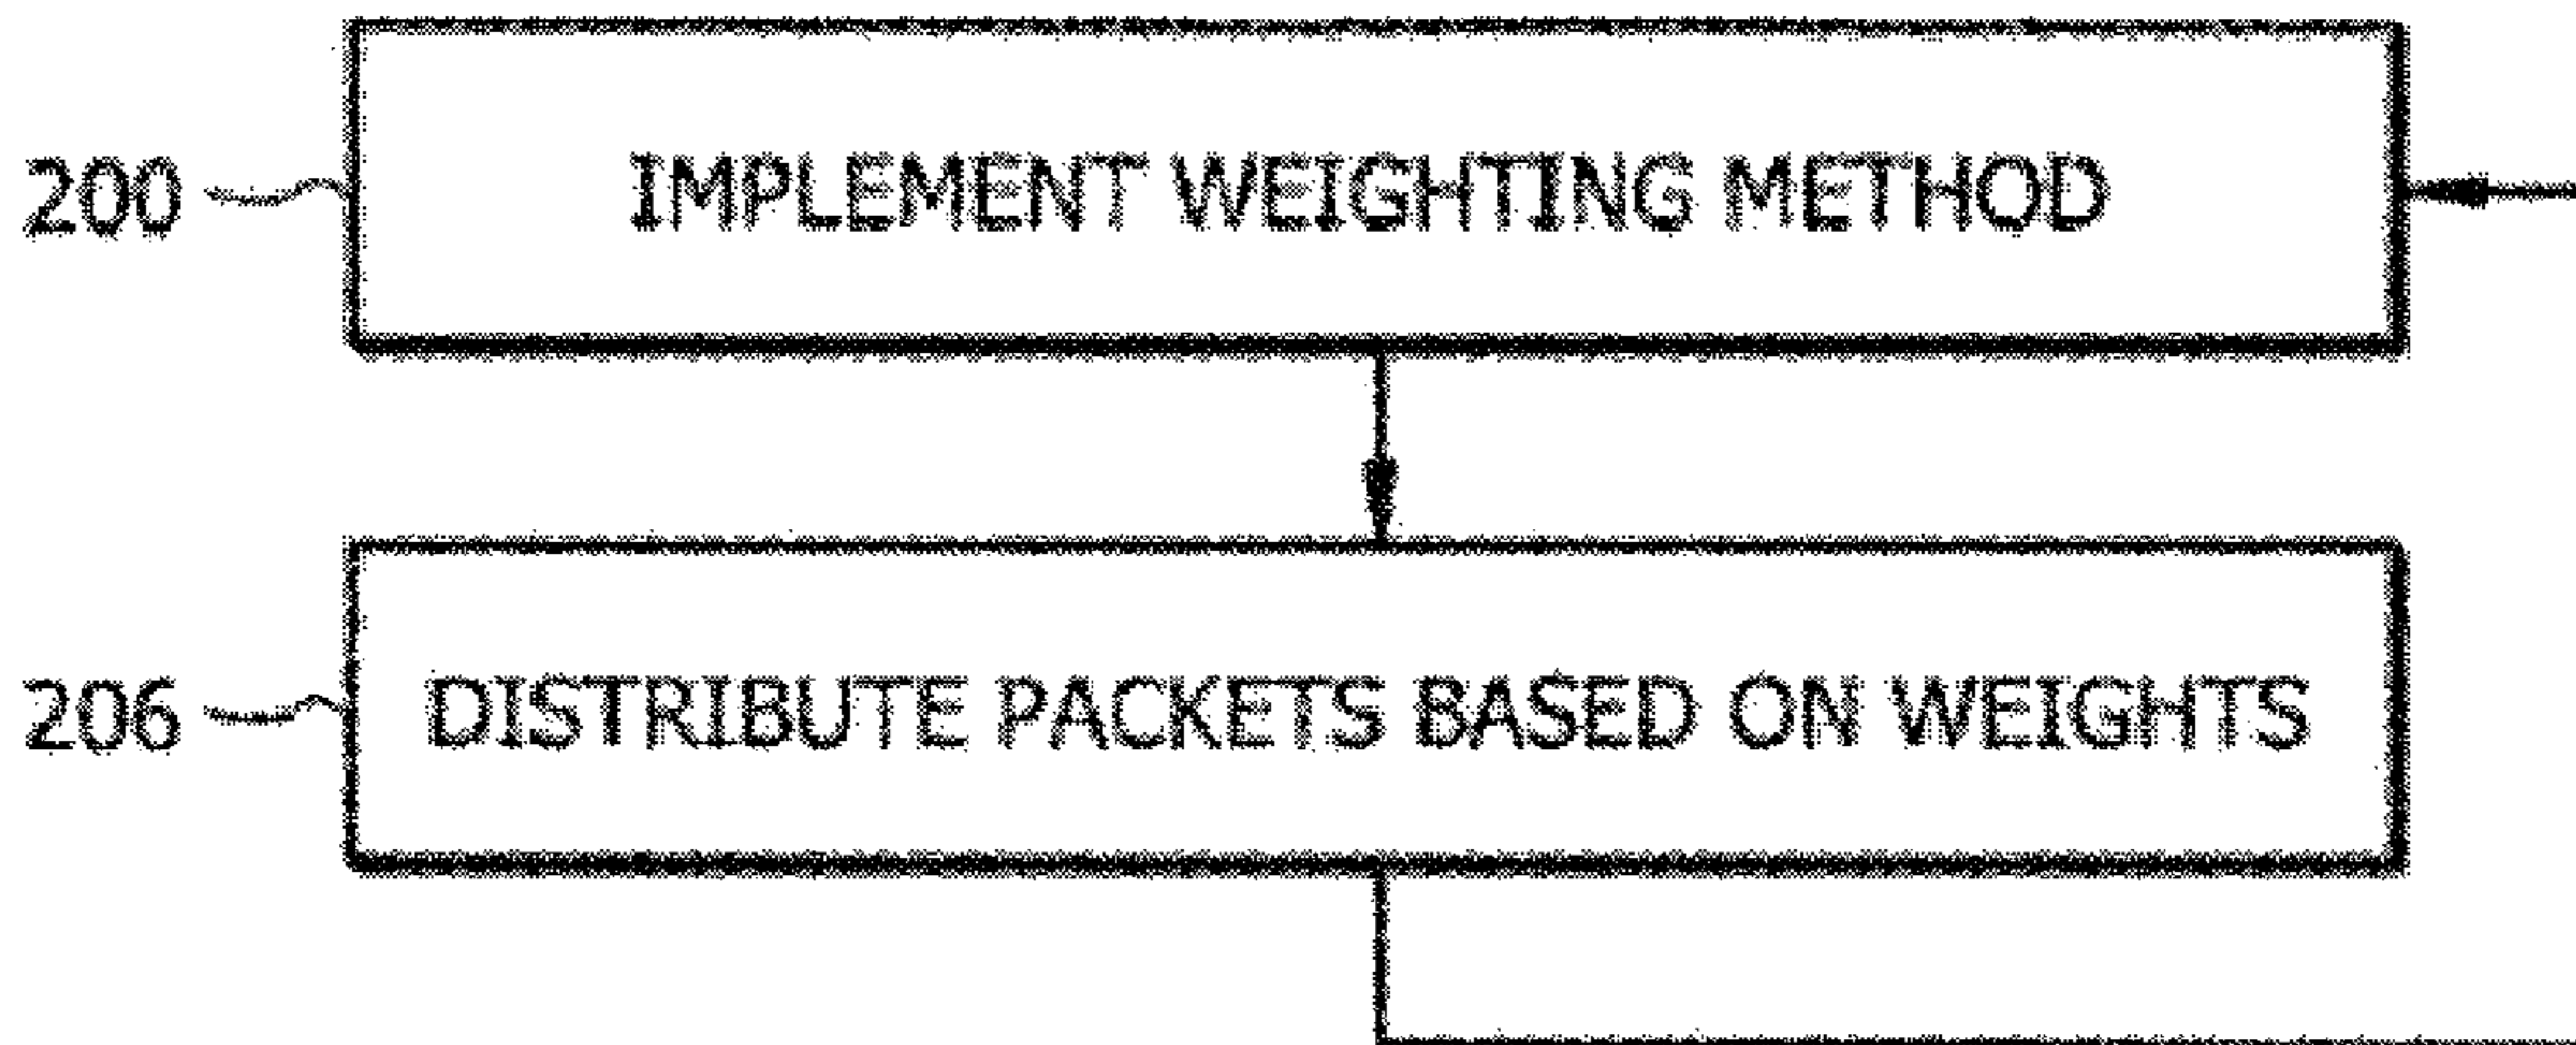 200 IMPLEMENT WEIGHTING METHOD
206 DISTRIBUTE PACKETS BASED ON WEIGHTS